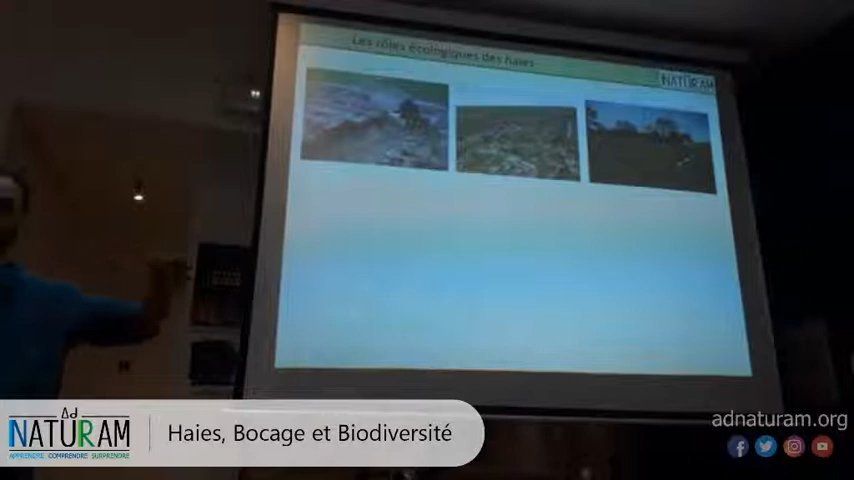 Les rôles écologiques des haies
NATURAM
Ad
NATURAM
APPRENDRE COMPRENDRE SURPRENDRE
Haies, Bocage et Biodiversité
adnaturam.org